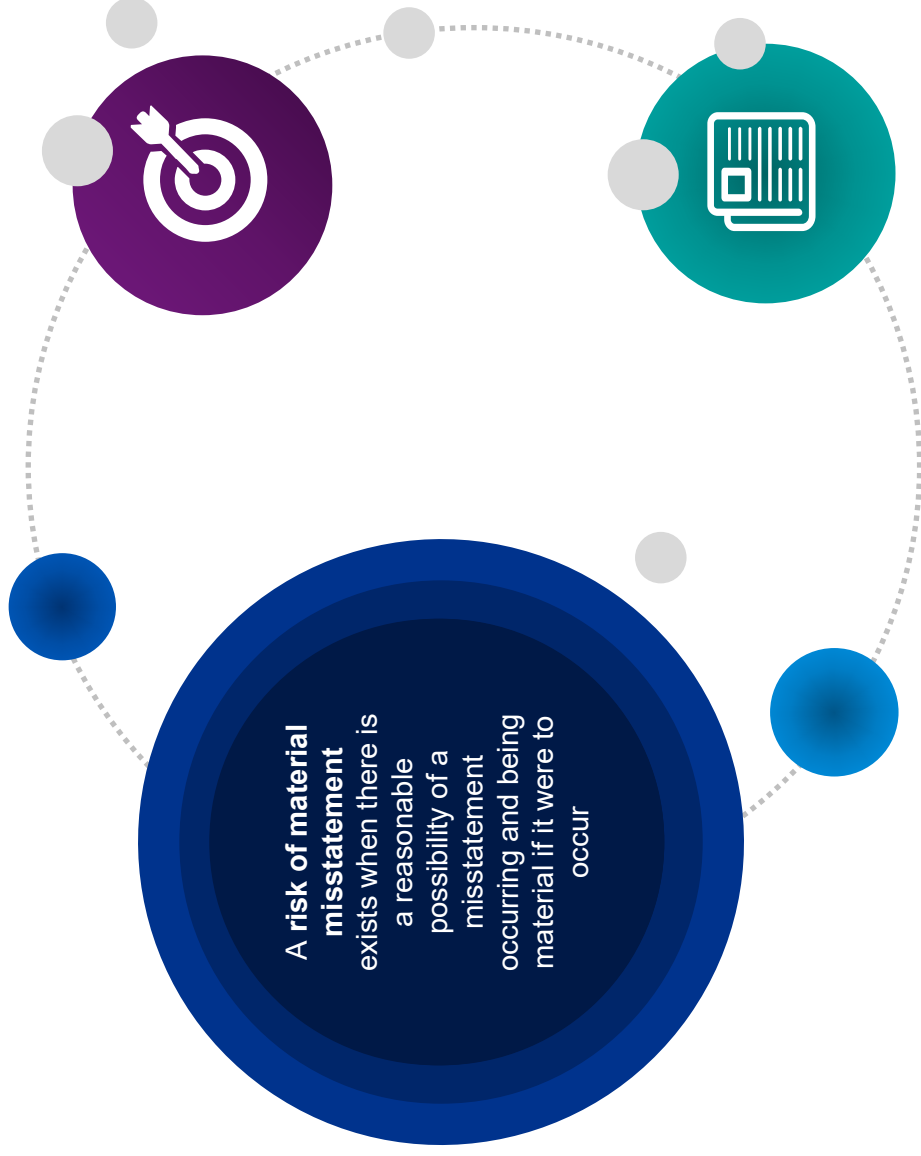 A risk of material
misstatement
exists when there is
a reasonable
possibility of a
misstatement
occurring and being
material if it were to
occur